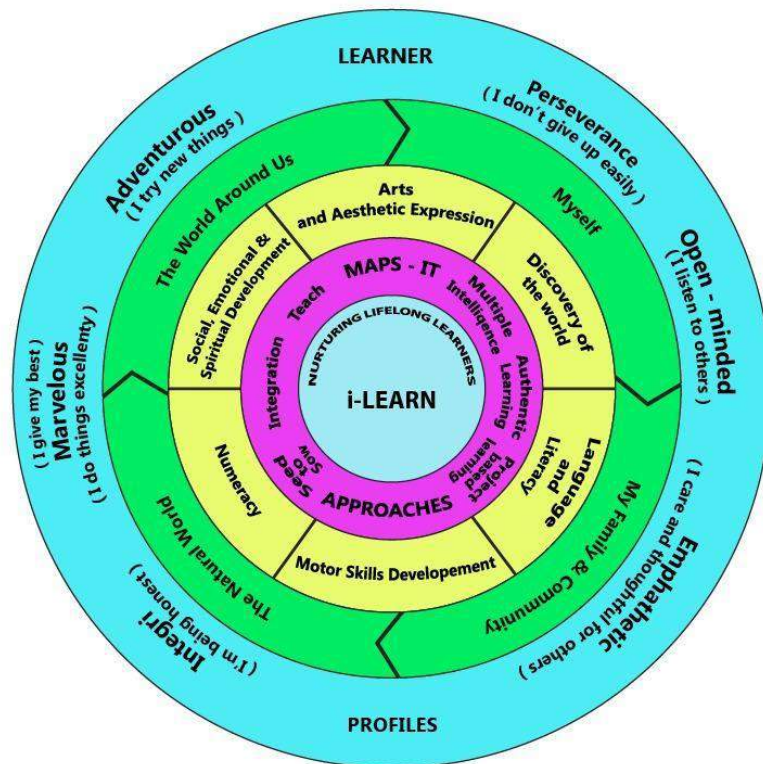 LEARNER
Perseverance
( I don´t give up easily )
Open - minded
( I listen to others )
Emphathetic
( I care and thoughtful for others )
PROFILES
Integri
( I'm being honest )
( I give my best )
Marvelous
( I do things excellenty )
Adventurous
( I try new things )
Myself
My Family & Community
The Natural World
The World Around Us
Arts
and Aesthetic Expression
Discovery of
the world
Language
and
Literacy
Motor Skills Developement
Numeracy
Social, Emotional &
Spiritual Development
MAPS - IT
Multiple
Intelligence
Authentic
Learning
Project
based
learning
APPROACHES
Seed
to
Sow
Integration
Teach
NURTURING LIFELONG LEARNERS
i-LEARN